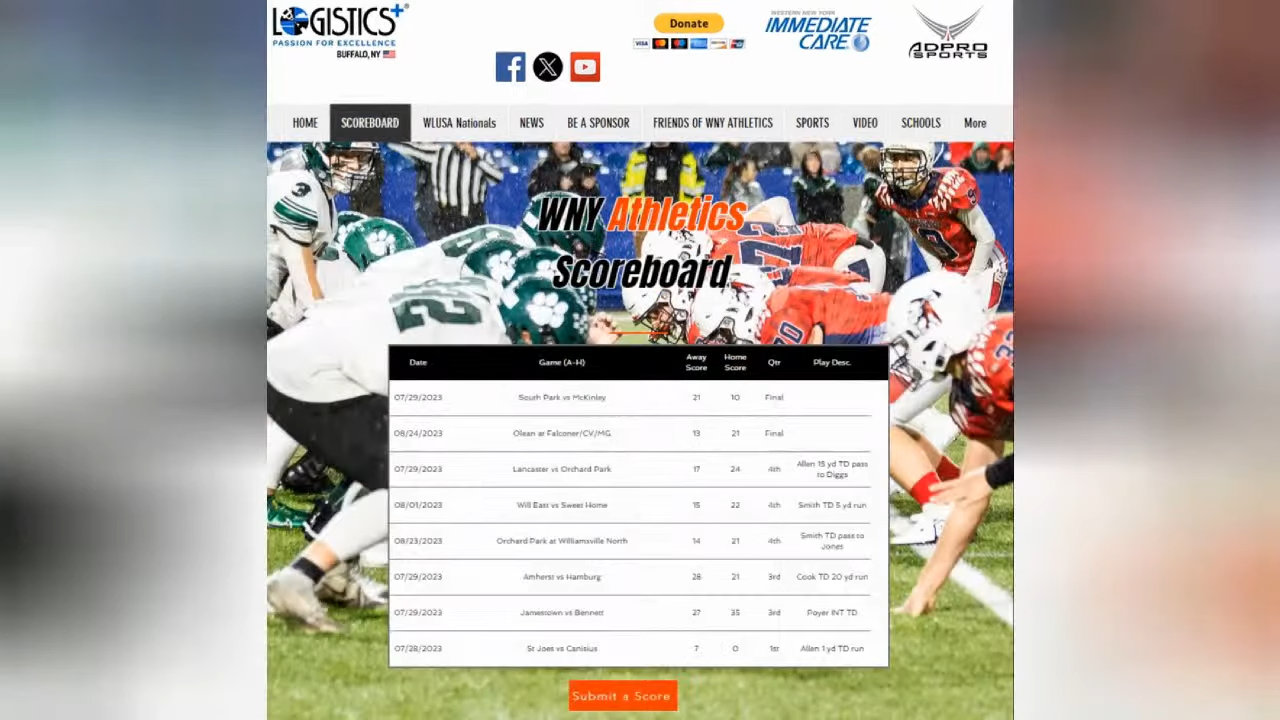 LOGISTICS+
PASSION FOR EXCELLENCE
BUFFALO, NY
Donate
VISA
WESTERN NEW YORK
IMMEDIATE
CARE
ADPRO
SPORTS
HOME SCOREBOARD WLUSA Nationals NEWS BE A SPONSOR FRIENDS OF WNY ATHLETICS SPORTS VIDEO SCHOOLS More
WNY Athletics
Scoreboard
Date Game (A-H) Away Score Home Score Qtr Play Desc.
07/29/2023 South Park vs McKinley 21 10 Final
08/24/2023 Olean at Falconer/CV/MG 13 21 Final
07/29/2023 Lancaster vs Orchard Park 17 24 4th Allen 15 yd TD pass to Diggs
08/01/2023 Will East vs Sweet Home 15 22 4th Smith TD 5 yd run
08/23/2023 Orchard Park at Williamsville North 14 21 4th Smith TD pass to Jones
07/29/2023 Amherst vs Hamburg 28 21 3rd Cook TD 20 yd run
07/29/2023 Jamestown vs Bennett 27 35 3rd Poyer INT TD
07/28/2023 St Joes vs Canisius 7 0 1st Allen 1 yd TD run
Submit a Score